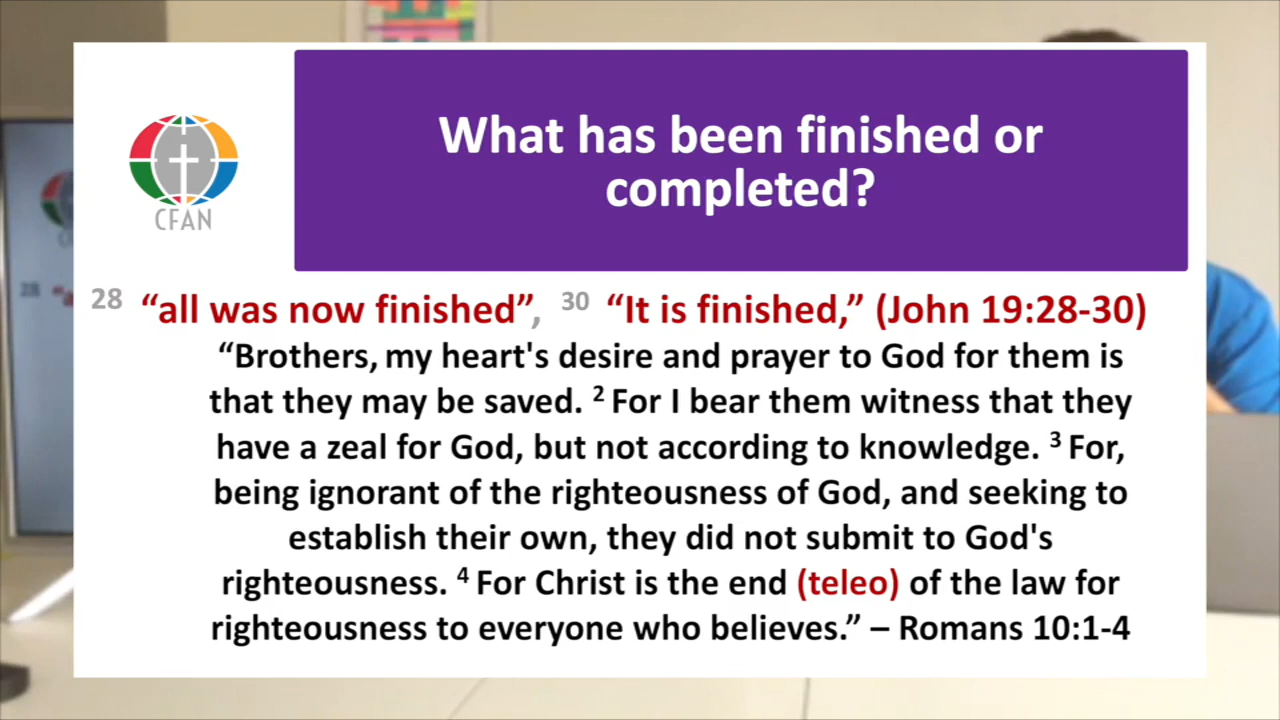 What has been finished or
completed?
CFAN
28 “all was now finished”, 30 “It is finished,” (John 19:28-30)
“Brothers, my heart's desire and prayer to God for them is
that they may be saved. 2 For I bear them witness that they
have a zeal for God, but not according to knowledge. 3 For,
being ignorant of the righteousness of God, and seeking to
establish their own, they did not submit to God's
righteousness. 4 For Christ is the end (teleo) of the law for
righteousness to everyone who believes.” – Romans 10:1-4
28